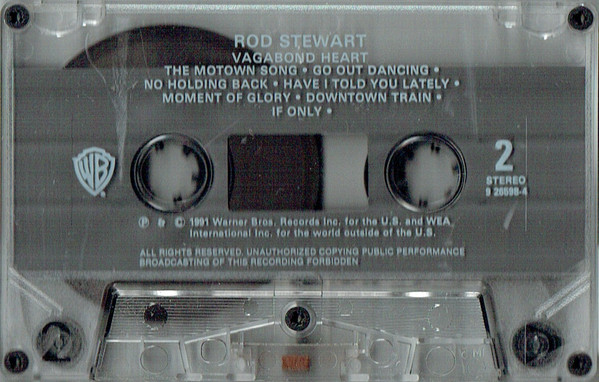 ROD STEWART
VAGABOND HEART
THE MOTOWN SONG • GO OUT DANCING •
NO HOLDING BACK • HAVE I TOLD YOU LATELY •
MOMENT OF GLORY • DOWNTOWN TRAIN •
IF ONLY •
WB
2
STEREO
9 26598-4
℗ & © 1991 Warner Bros. Records Inc. for the U.S. and WEA
International Inc. for the world outside of the U.S.
ALL RIGHTS RESERVED. UNAUTHORIZED COPYING PUBLIC PERFORMANCE
BROADCASTING OF THIS RECORDING FORBIDDEN
2